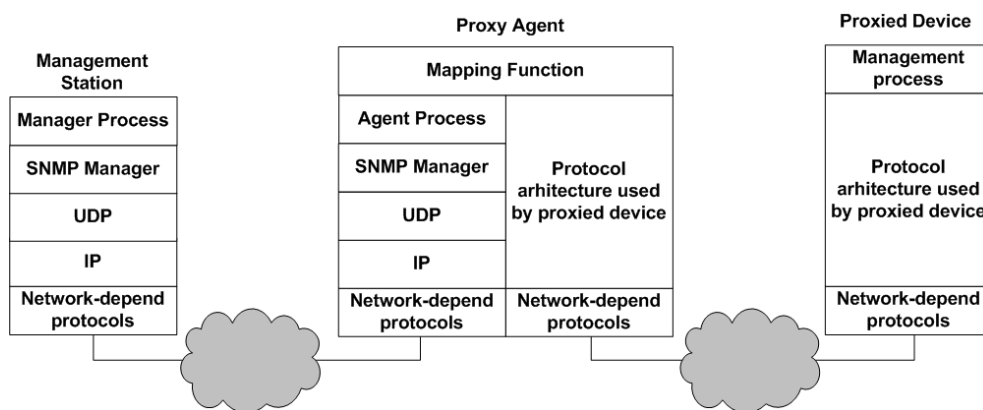 Management
Station
Manager Process
SNMP Manager
UDP
IP
Network-depend
protocols
Proxy Agent
Mapping Function
Agent Process
SNMP Manager
UDP
IP
Network-depend
protocols
Protocol
arhitecture used
by proxied device
Network-depend
protocols
Proxied Device
Management
process
Protocol
arhitecture used
by proxied device
Network-depend
protocols